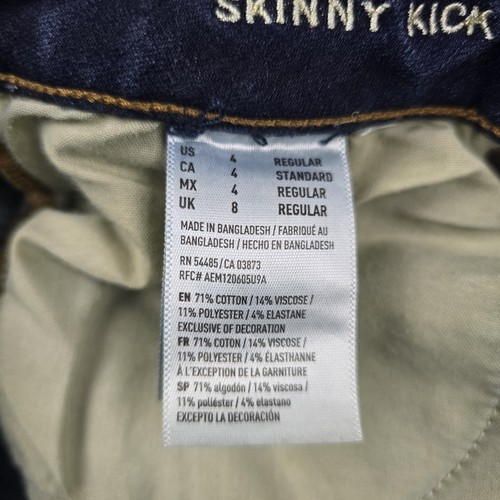 SKINNY KICK
US 4 REGULAR
CA 4 STANDARD
MX 4 REGULAR
UK 8 REGULAR
MADE IN BANGLADESH / FABRIQUÉ AU
BANGLADESH / HECHO EN BANGLADESH
RN 54485 / CA 03873
RFC# AEM120605U9A
EN 71% COTTON / 14% VISCOSE /
11% POLYESTER / 4% ELASTANE
EXCLUSIVE OF DECORATION
FR 71% COTON / 14% VISCOSE /
11% POLYESTER / 4% ÉLASTHANNE
À L'EXCEPTION DE LA GARNITURE
SP 71% algodón / 14% viscosa /
11% poliéster / 4% elastano
EXCEPTO LA DECORACIÓN